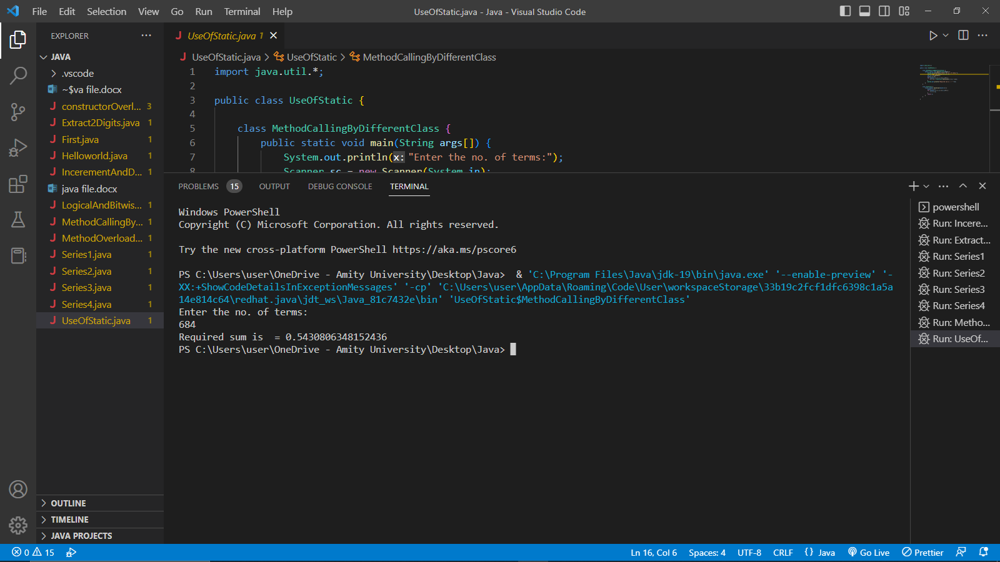 File Edit Selection View Go Run Terminal Help
UseOfStatic.java - Java - Visual Studio Code
EXPLORER
JAVA
.vscode
~$va file.docx
constructorOverl... 3
Extract2Digits.java 1
First.java 1
Helloworld.java 1
IncerementAndD... 1
java file.docx
LogicalAndBitwis... 1
MethodCallingBy... 1
MethodOverload... 1
Series1.java 1
Series2.java 1
Series3.java 1
Series4.java 1
UseOfStatic.java 1
OUTLINE
TIMELINE
JAVA PROJECTS
UseOfStatic.java 1
UseOfStatic.java > UseOfStatic > MethodCallingByDifferentClass
1 import java.util.*;
2
3 public class UseOfStatic {
4
5 class MethodCallingByDifferentClass {
6 public static void main(String args[]) {
7 System.out.println(x: "Enter the no. of terms:");
8 Scanner sc = new Scanner(System.in);
PROBLEMS 15 OUTPUT DEBUG CONSOLE TERMINAL
Windows PowerShell
Copyright (C) Microsoft Corporation. All rights reserved.
Try the new cross-platform PowerShell https://aka.ms/pscore6
PS C:\Users\user\OneDrive - Amity University\Desktop\Java>  & 'C:\Program Files\Java\jdk-19\bin\java.exe' '--enable-preview' '-
XX:+ShowCodeDetailsInExceptionMessages' '-cp' 'C:\Users\user\AppData\Roaming\Code\User\workspaceStorage\33b19c2fcf1dfc6398c1a5a
14e814c64\redhat.java\jdt_ws\Java_81c7432e\bin' 'UseOfStatic$MethodCallingByDifferentClass'
Enter the no. of terms:
684
Required sum is  = 0.5430806348152436
PS C:\Users\user\OneDrive - Amity University\Desktop\Java>
powershell
Run: Incere...
Run: Extract...
Run: Series1
Run: Series2
Run: Series3
Run: Series4
Run: Metho...
Run: UseOf...
0 15
Ln 16, Col 6 Spaces: 4 UTF-8 CRLF {} Java Go Live Prettier